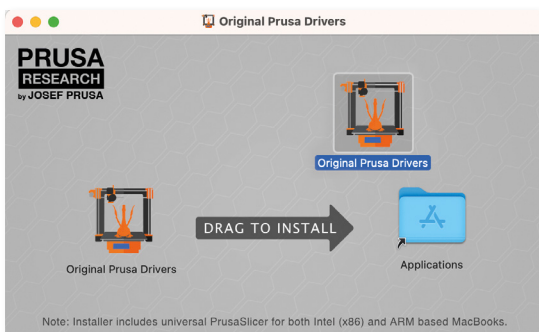 Original Prusa Drivers
PRUSA
RESEARCH
by JOSEF PRUSA
Original Prusa Drivers
DRAG TO INSTALL
Original Prusa Drivers
Applications
Note: Installer includes universal PrusaSlicer for both Intel (x86) and ARM based MacBooks.